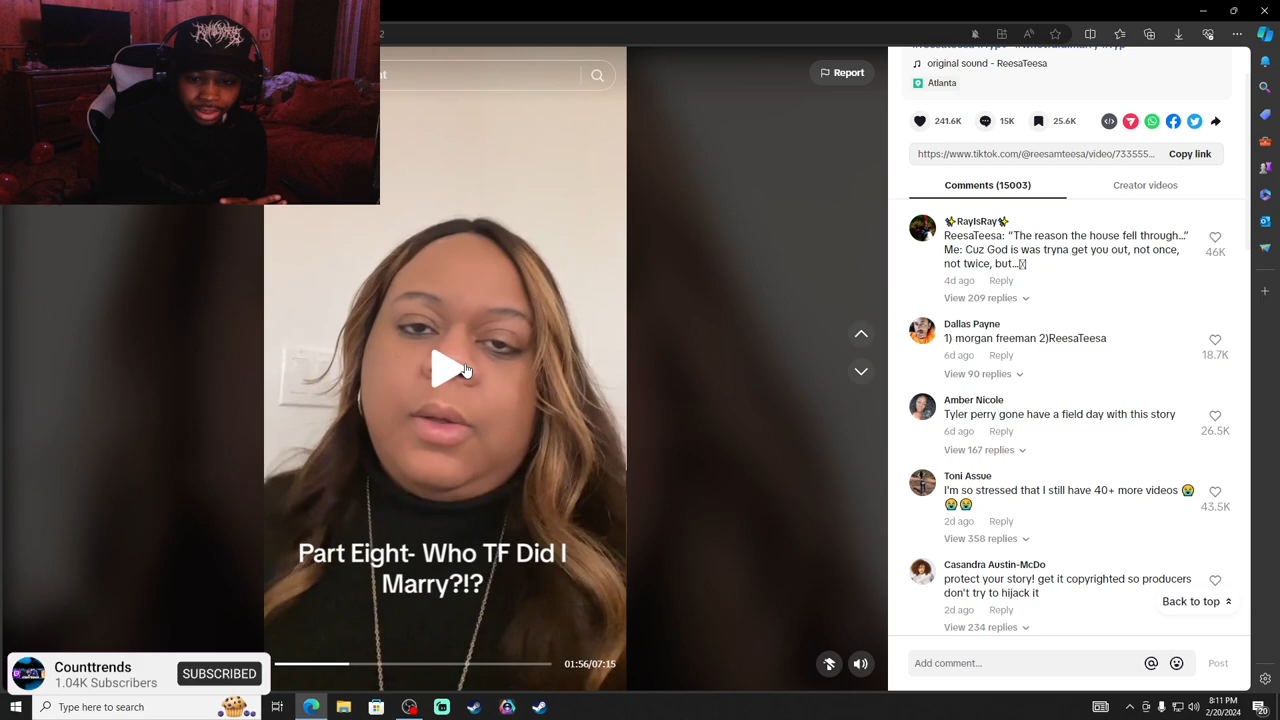 Report
original sound - ReesaTeesa
Atlanta
241.6K
15K
25.6K
https://www.tiktok.com/@reesamteesa/video/733555...
Copy link
Comments (15003)
Creator videos
✨RayIsRay✨
ReesaTeesa: “The reason the house fell through...”
Me: Cuz God is was tryna get you out, not once,
not twice, but...
46K
4d ago Reply
View 209 replies
Dallas Payne
1) morgan freeman 2)ReesaTeesa
18.7K
6d ago Reply
View 90 replies
Amber Nicole
Tyler perry gone have a field day with this story
26.5K
6d ago Reply
View 167 replies
Toni Assue
I'm so stressed that I still have 40+ more videos 😭
😭😭
43.5K
2d ago Reply
View 358 replies
Casandra Austin-McDo
protect your story! get it copyrighted so producers
don't try to hijack it
Back to top
2d ago Reply
View 234 replies
Add comment...
Post
Part Eight- Who TF Did I
Marry?!?
01:56/07:15
Counttrends
1.04K Subscribers
SUBSCRIBED
Type here to search
8:11 PM
2/20/2024
20